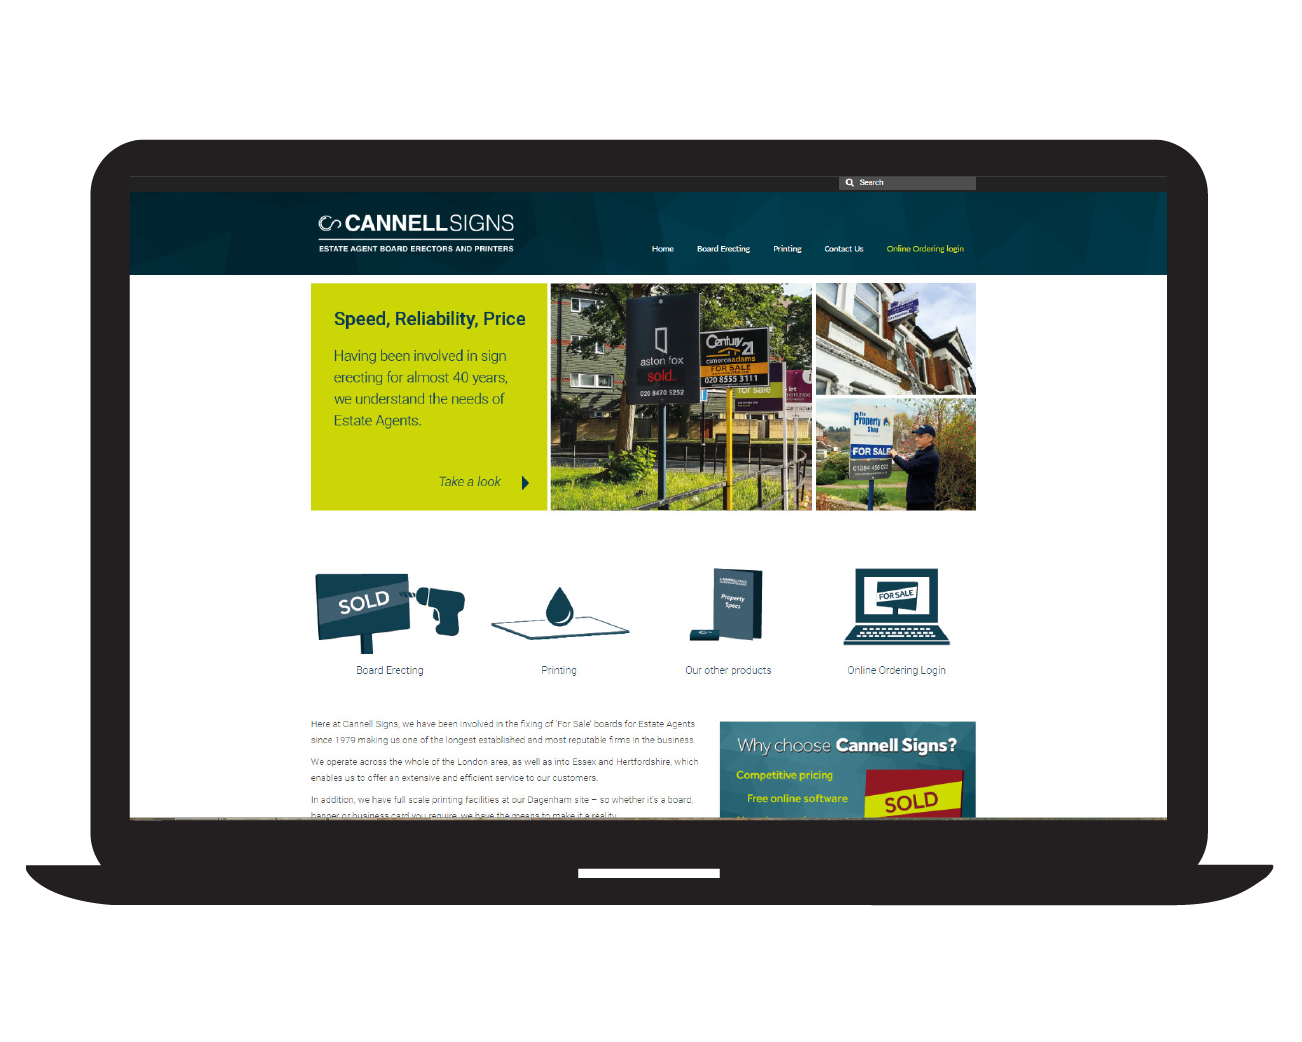 Search
CANNELLSIGNS
ESTATE AGENT BOARD ERECTORS AND PRINTERS
Home
Board Erecting
Printing
Contact Us
Online Ordering login
Speed, Reliability, Price
Having been involved in sign
erecting for almost 40 years,
we understand the needs of
Estate Agents.
Take a look
aston fox
sold
020 8470 5252
Century 21
cameronadams
FOR SALE
020 8555 3111
for sale
let
The
Property
Shop
FOR SALE
SOLD
Property
Specs
FOR SALE
Board Erecting
Printing
Our other products
Online Ordering Login
Here at Cannell Signs, we have been involved in the fixing of 'For Sale' boards for Estate Agents
since 1979 making us one of the longest established and most reputable firms in the business.
We operate across the whole of the London area, as well as into Essex and Hertfordshire, which
enables us to offer an extensive and efficient service to our customers.
In addition, we have full scale printing facilities at our Dagenham site – so whether it's a board,
banger or business card you require, we have the means to make it a reality
Why choose Cannell Signs?
Competitive pricing
Free online software
SOLD